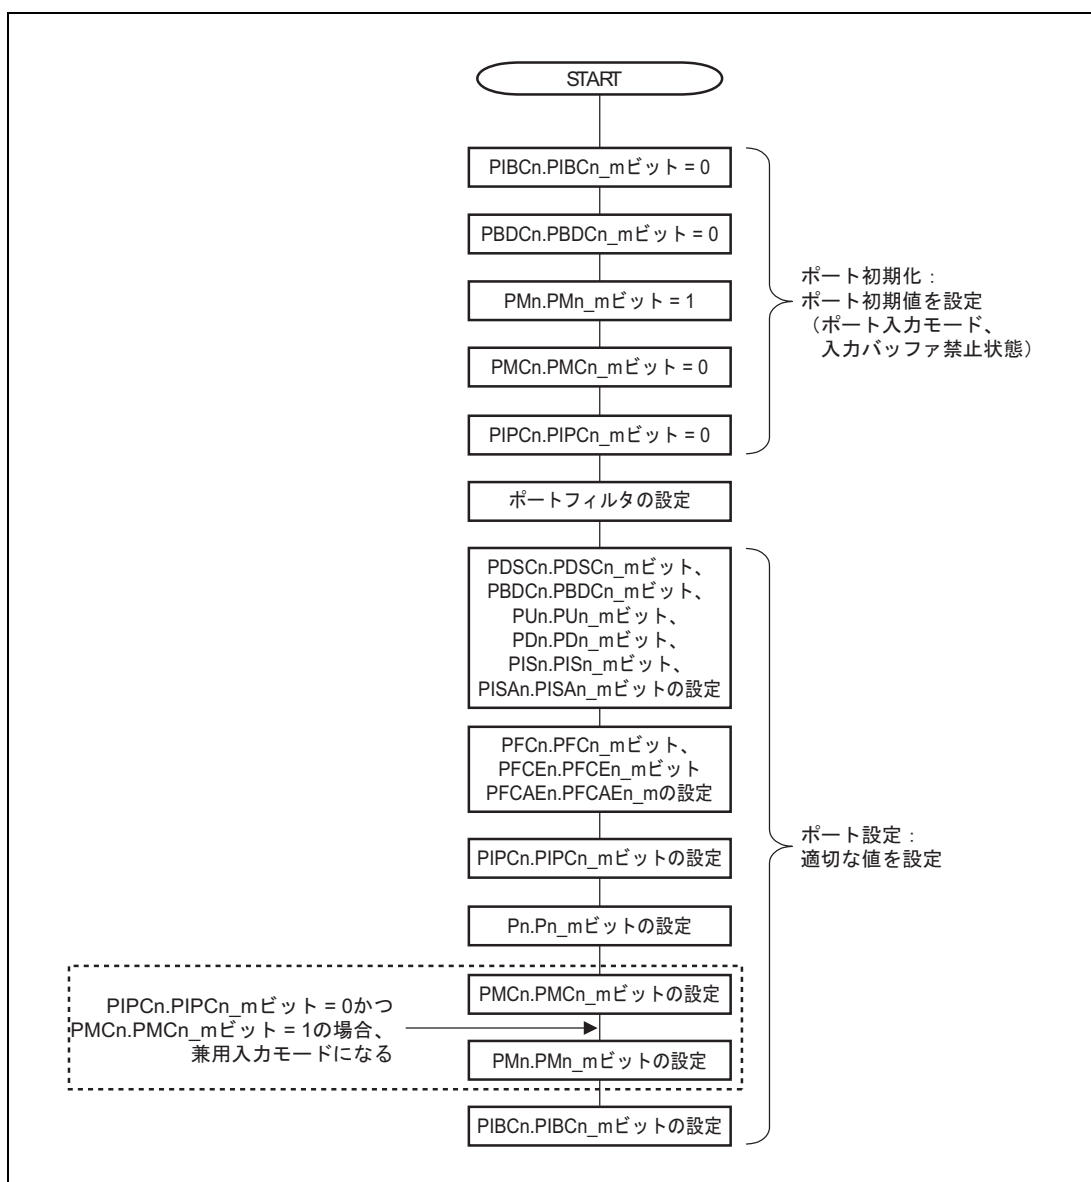 START
PIBCn.PIBCn_mビット = 0
PBDCn.PBDCn_mビット = 0
PMn.PMn_mビット = 1
PMCn.PMCn_mビット = 0
PIPCn.PIPCn_mビット = 0
ポート初期化：
ポート初期値を設定
（ポート入力モード、
入力バッファ禁止状態）
ポートフィルタの設定
PDSCn.PDSCn_mビット、
PBDCn.PBDCn_mビット、
PUn.PUn_mビット、
PDn.PDn_mビット、
PISn.PISn_mビット、
PISAn.PISAn_mビットの設定
PFCn.PFCn_mビット、
PFCEn.PFCEn_mビット
PFCAEn.PFCAEn_mの設定
PIPCn.PIPCn_mビットの設定
Pn.Pn_mビットの設定
ポート設定：
適切な値を設定
PIPCn.PIPCn_mビット = 0かつ
PMCn.PMCn_mビット = 1の場合、
兼用入力モードになる
PMCn.PMCn_mビットの設定
PMn.PMn_mビットの設定
PIBCn.PIBCn_mビットの設定